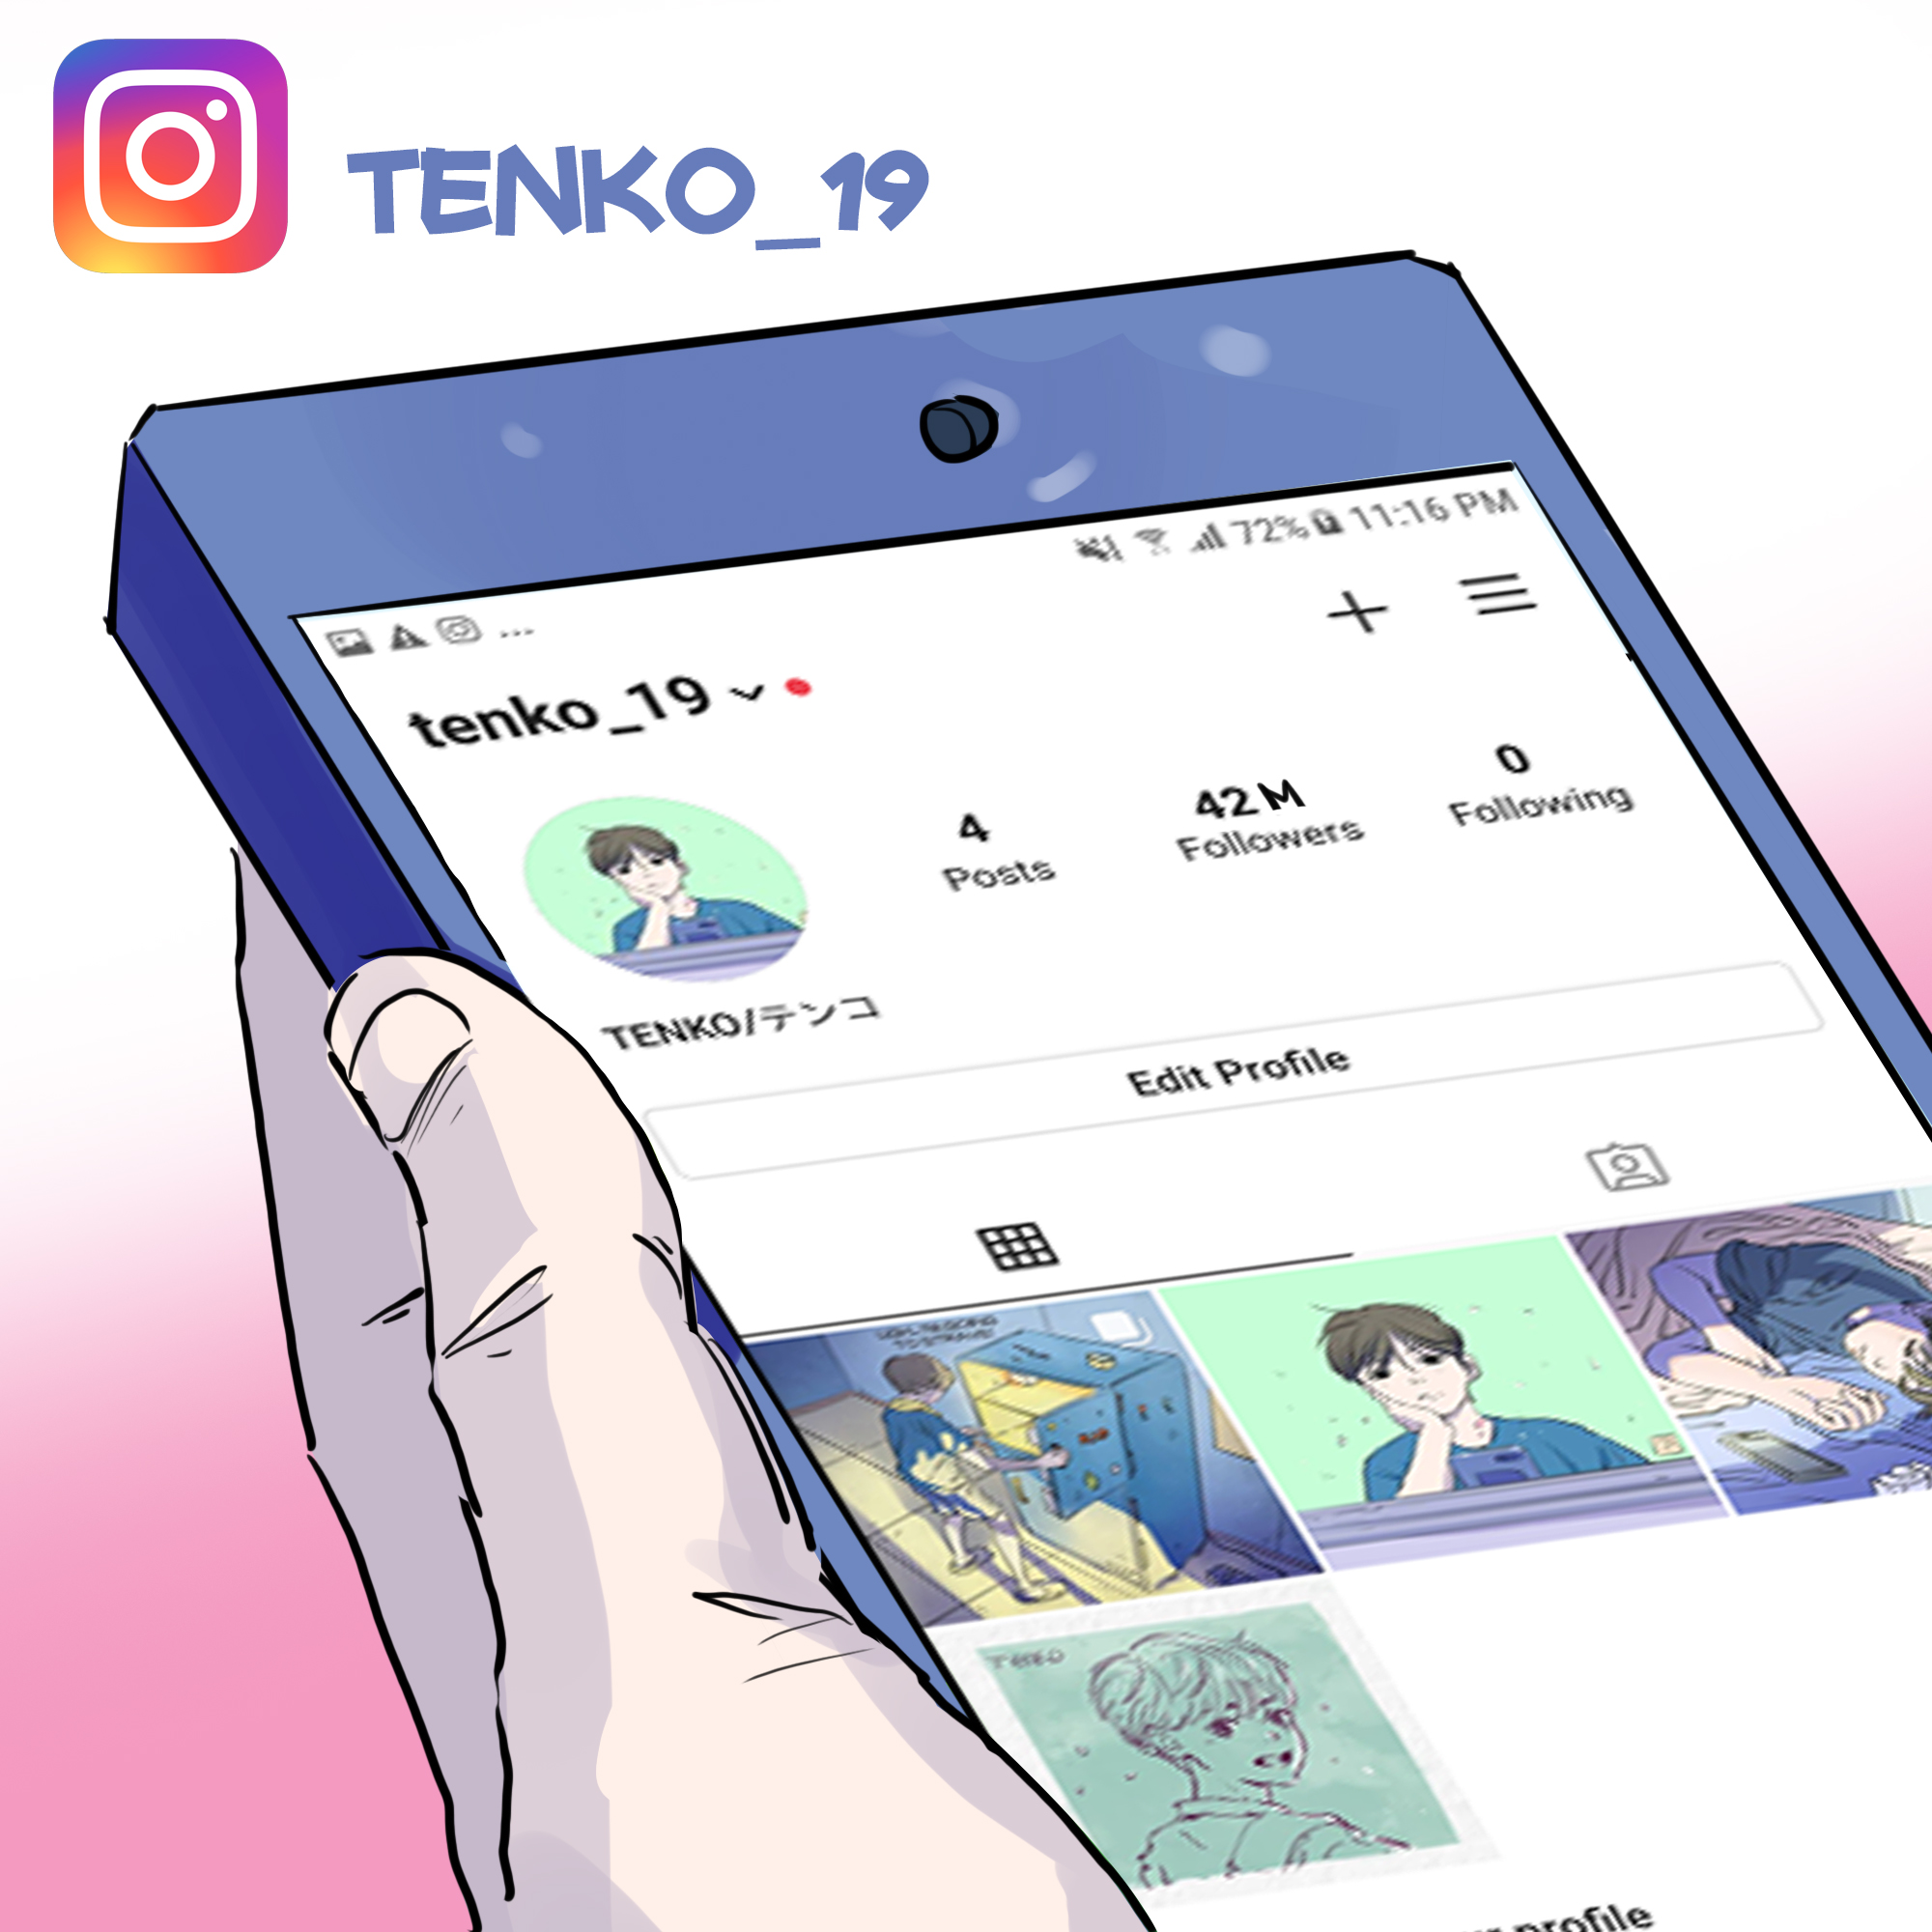 TENKO_19
72% 11:16 PM
...
tenko_19
4
Posts
42M
Followers
0
Following
TENKO/テンコ
Edit Profile
TENKO
profile